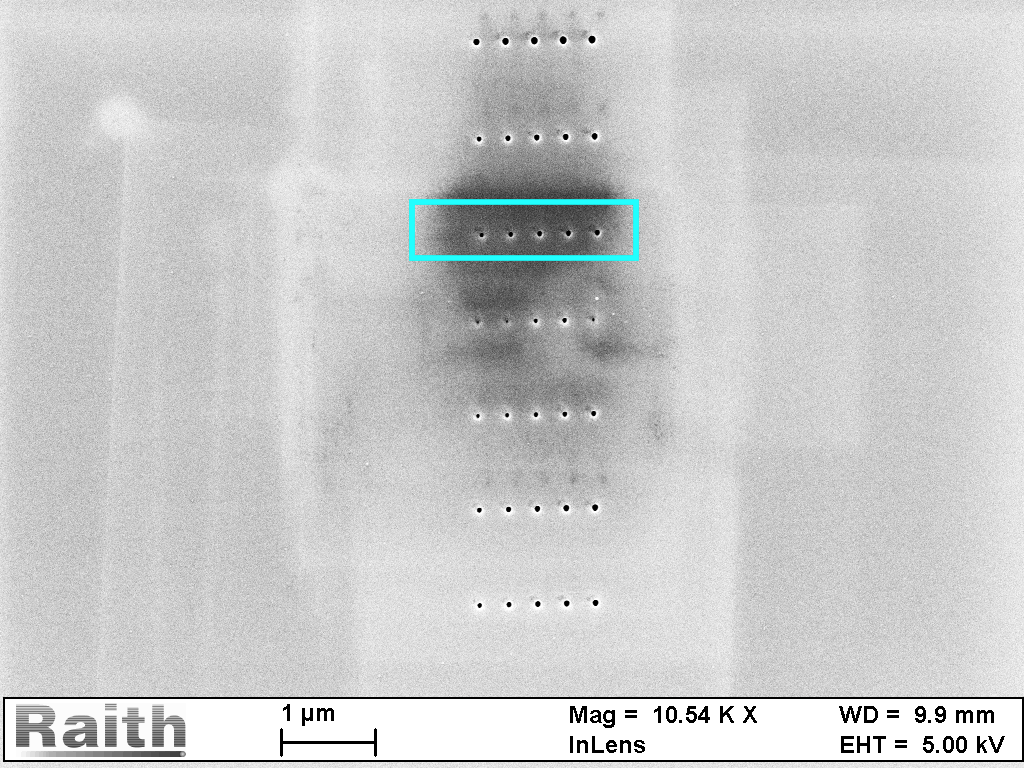 Raith
1 µm
Mag = 10.54 K X
InLens
WD = 9.9 mm
EHT = 5.00 kV